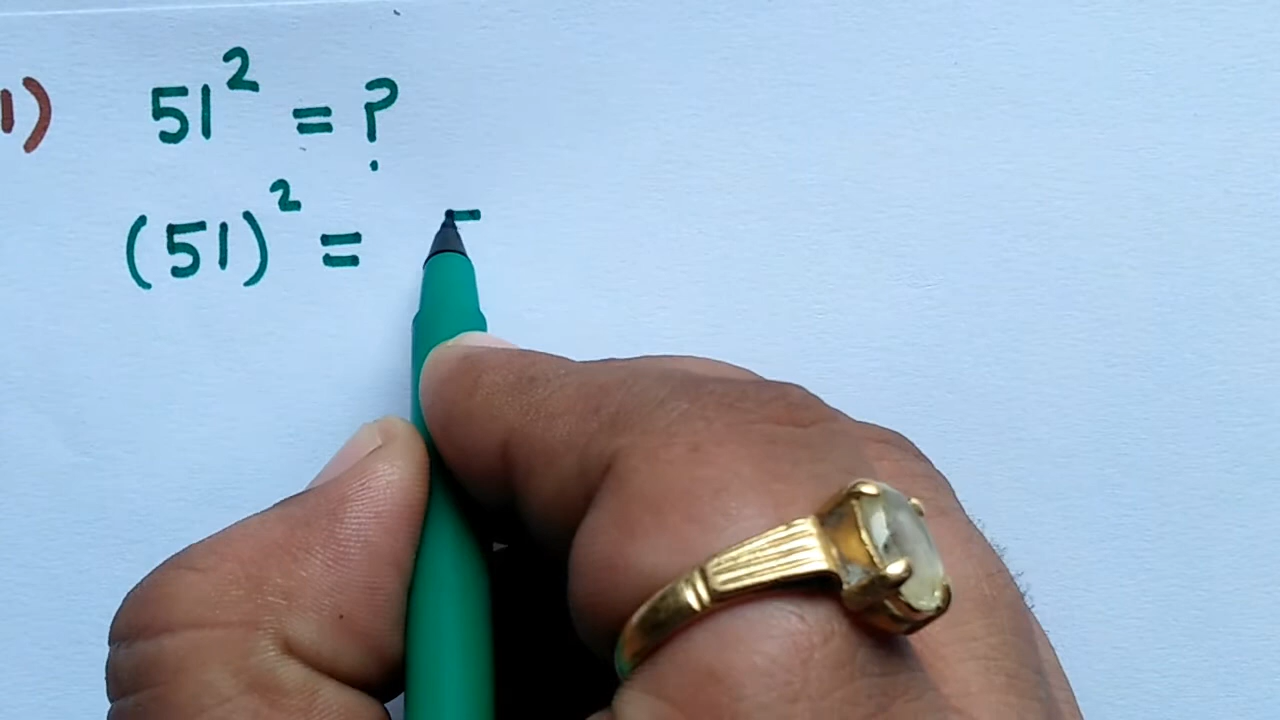 1) 51² = ?
(51)² =